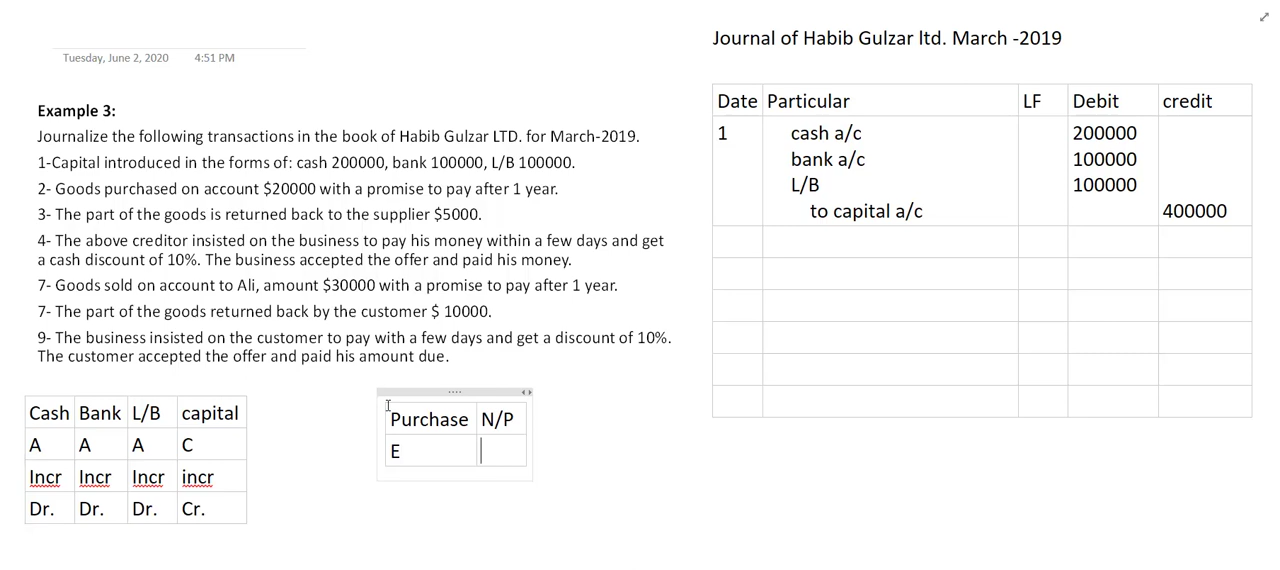 Tuesday, June 2, 2020 4:51 PM
Example 3:
Journalize the following transactions in the book of Habib Gulzar LTD. for March-2019.
1-Capital introduced in the forms of: cash 200000, bank 100000, L/B 100000.
2- Goods purchased on account $20000 with a promise to pay after 1 year.
3- The part of the goods is returned back to the supplier $5000.
4- The above creditor insisted on the business to pay his money within a few days and get
a cash discount of 10%. The business accepted the offer and paid his money.
7- Goods sold on account to Ali, amount $30000 with a promise to pay after 1 year.
7- The part of the goods returned back by the customer $ 10000.
9- The business insisted on the customer to pay with a few days and get a discount of 10%.
The customer accepted the offer and paid his amount due.
Cash Bank L/B capital
A A A C
Incr Incr Incr incr
Dr. Dr. Dr. Cr.
Purchase N/P
E
Journal of Habib Gulzar ltd. March -2019
Date Particular LF Debit credit
1 cash a/c 200000
bank a/c 100000
L/B 100000
to capital a/c 400000